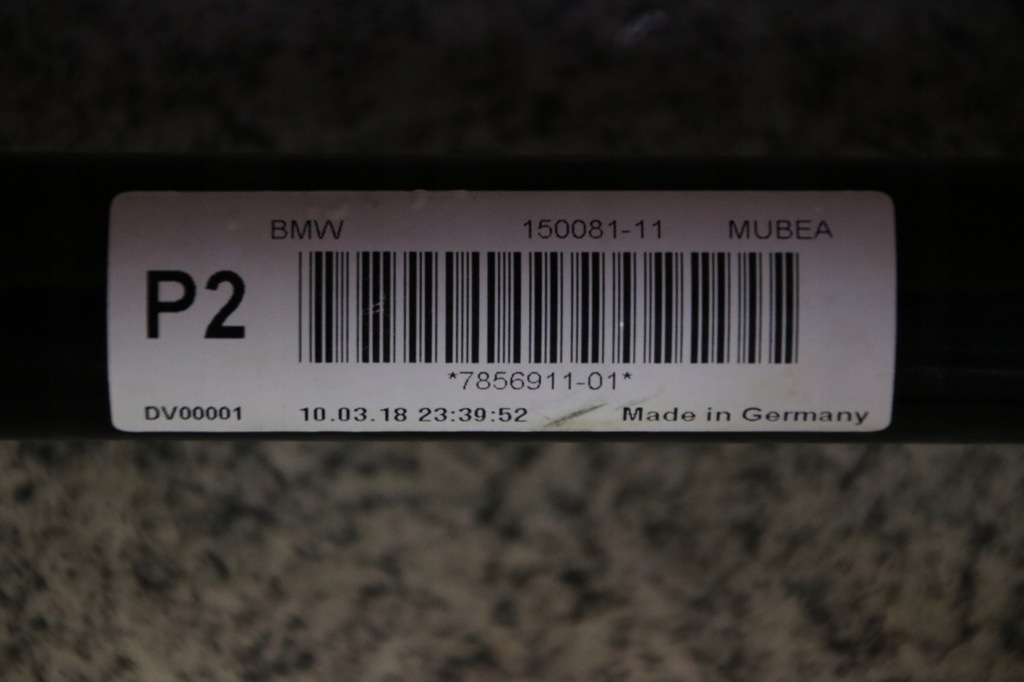 BMW 150081-11 MUBEA
P2
*7856911-01*
DV00001 10.03.18 23:39:52 Made in Germany